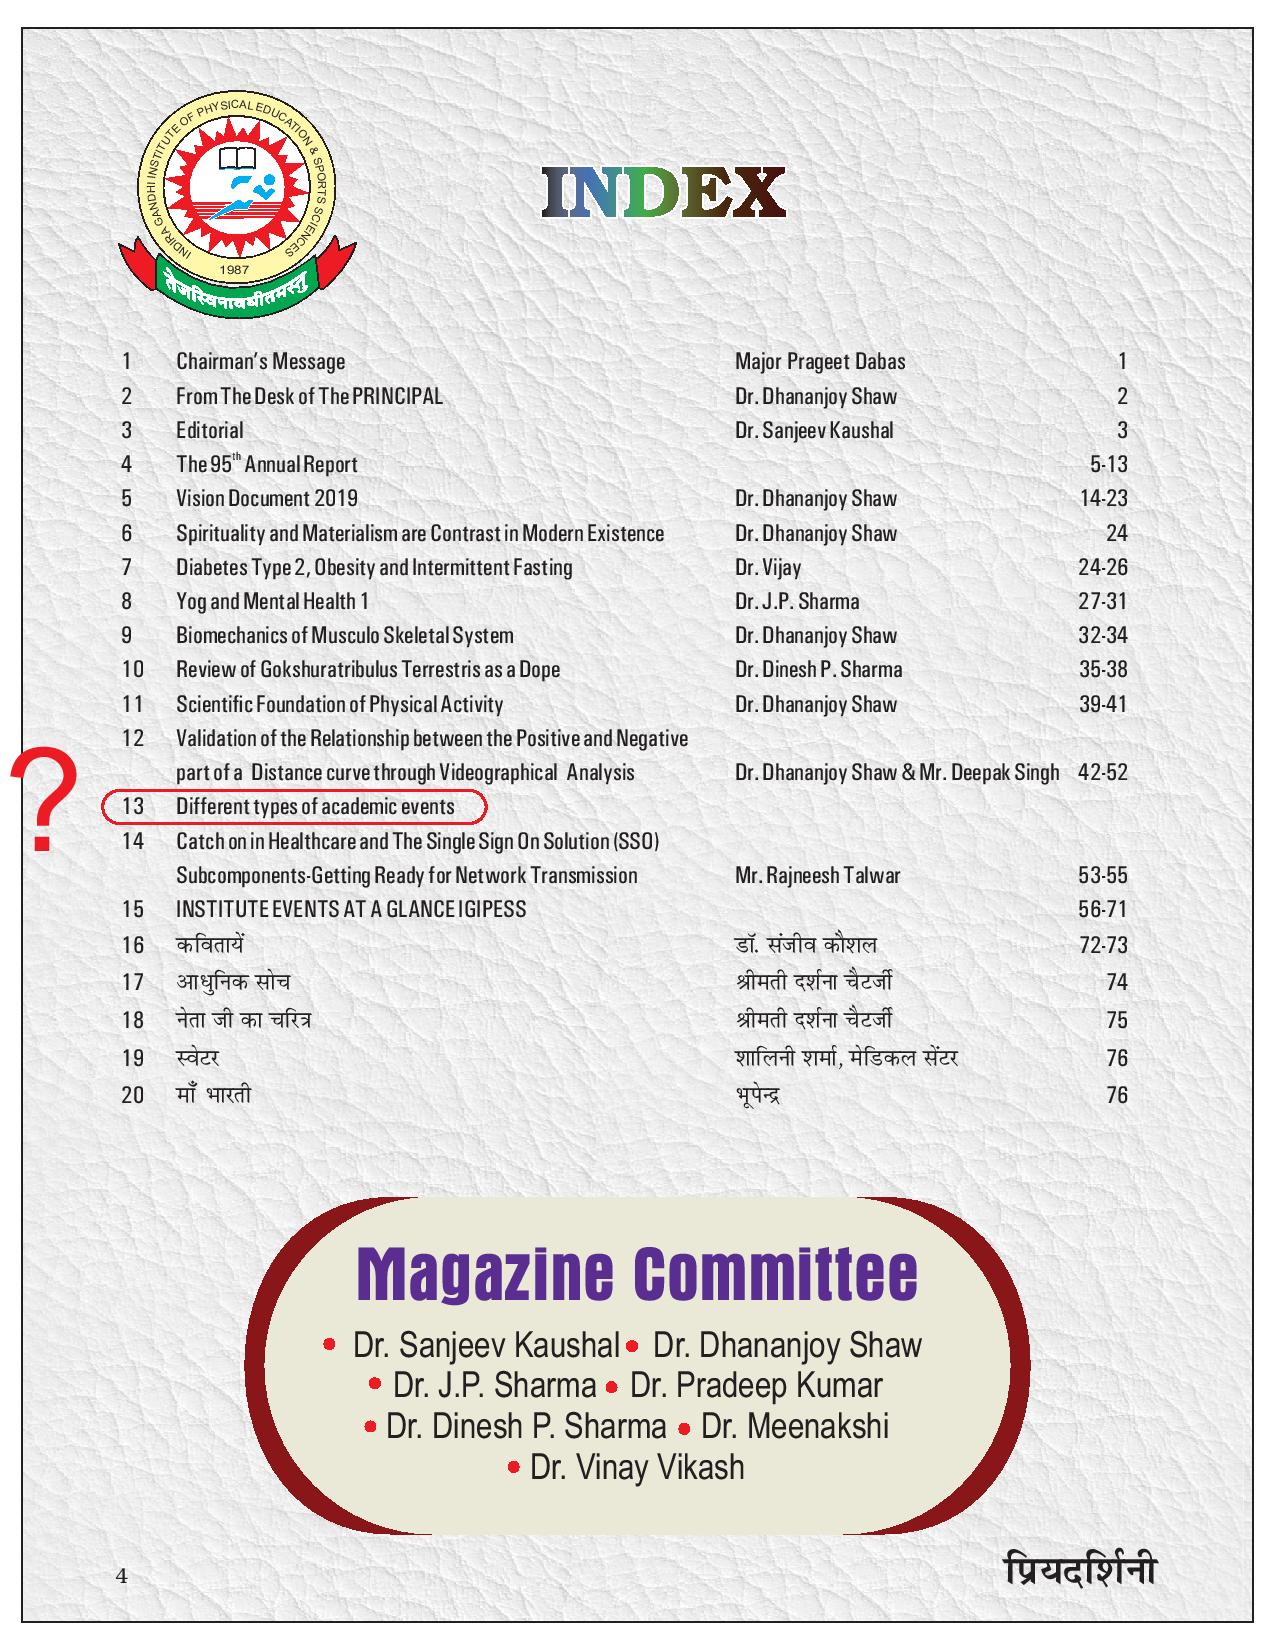 INDIRA GANDHI INSTITUTE OF PHYSICAL EDUCATION & SPORTS SCIENCES
1987
तेजस्विनावधीतमस्तु
INDEX
1 Chairman's Message Major Prageet Dabas 1
2 From The Desk of The PRINCIPAL Dr. Dhananjoy Shaw 2
3 Editorial Dr. Sanjeev Kaushal 3
4 The 95th Annual Report 5-13
5 Vision Document 2019 Dr. Dhananjoy Shaw 14-23
6 Spirituality and Materialism are Contrast in Modern Existence Dr. Dhananjoy Shaw 24
7 Diabetes Type 2, Obesity and Intermittent Fasting Dr. Vijay 24-26
8 Yog and Mental Health 1 Dr. J.P. Sharma 27-31
9 Biomechanics of Musculo Skeletal System Dr. Dhananjoy Shaw 32-34
10 Review of Gokshuratribulus Terrestris as a Dope Dr. Dinesh P. Sharma 35-38
11 Scientific Foundation of Physical Activity Dr. Dhananjoy Shaw 39-41
12 Validation of the Relationship between the Positive and Negative
part of a Distance curve through Videographical Analysis Dr. Dhananjoy Shaw & Mr. Deepak Singh 42-52
?
13 Different types of academic events
14 Catch on in Healthcare and The Single Sign On Solution (SSO)
Subcomponents-Getting Ready for Network Transmission Mr. Rajneesh Talwar 53-55
15 INSTITUTE EVENTS AT A GLANCE IGIPESS 56-71
16 कवितायें डॉ. संजीव कौशल 72-73
17 आधुनिक सोच श्रीमती दर्शना चैटर्जी 74
18 नेता जी का चरित्र श्रीमती दर्शना चैटर्जी 75
19 स्वेटर शालिनी शर्मा, मेडिकल सेंटर 76
20 माँ भारती भूपेन्द्र 76
Magazine Committee
• Dr. Sanjeev Kaushal • Dr. Dhananjoy Shaw
• Dr. J.P. Sharma • Dr. Pradeep Kumar
• Dr. Dinesh P. Sharma • Dr. Meenakshi
• Dr. Vinay Vikash
4 प्रियदर्शिनी